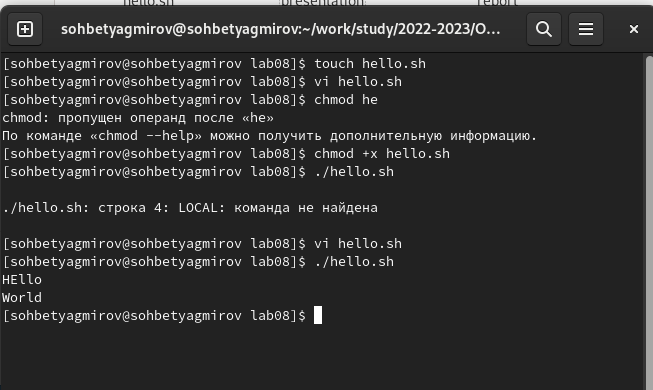 hello.sh presentation report
sohbetyagmirov@sohbetyagmirov:~/work/study/2022-2023/O...
[sohbetyagmirov@sohbetyagmirov lab08]$ touch hello.sh
[sohbetyagmirov@sohbetyagmirov lab08]$ vi hello.sh
[sohbetyagmirov@sohbetyagmirov lab08]$ chmod he
chmod: пропущен операнд после «he»
По команде «chmod --help» можно получить дополнительную информацию.
[sohbetyagmirov@sohbetyagmirov lab08]$ chmod +x hello.sh
[sohbetyagmirov@sohbetyagmirov lab08]$ ./hello.sh
./hello.sh: строка 4: LOCAL: команда не найдена
[sohbetyagmirov@sohbetyagmirov lab08]$ vi hello.sh
[sohbetyagmirov@sohbetyagmirov lab08]$ ./hello.sh
HEllo
World
[sohbetyagmirov@sohbetyagmirov lab08]$